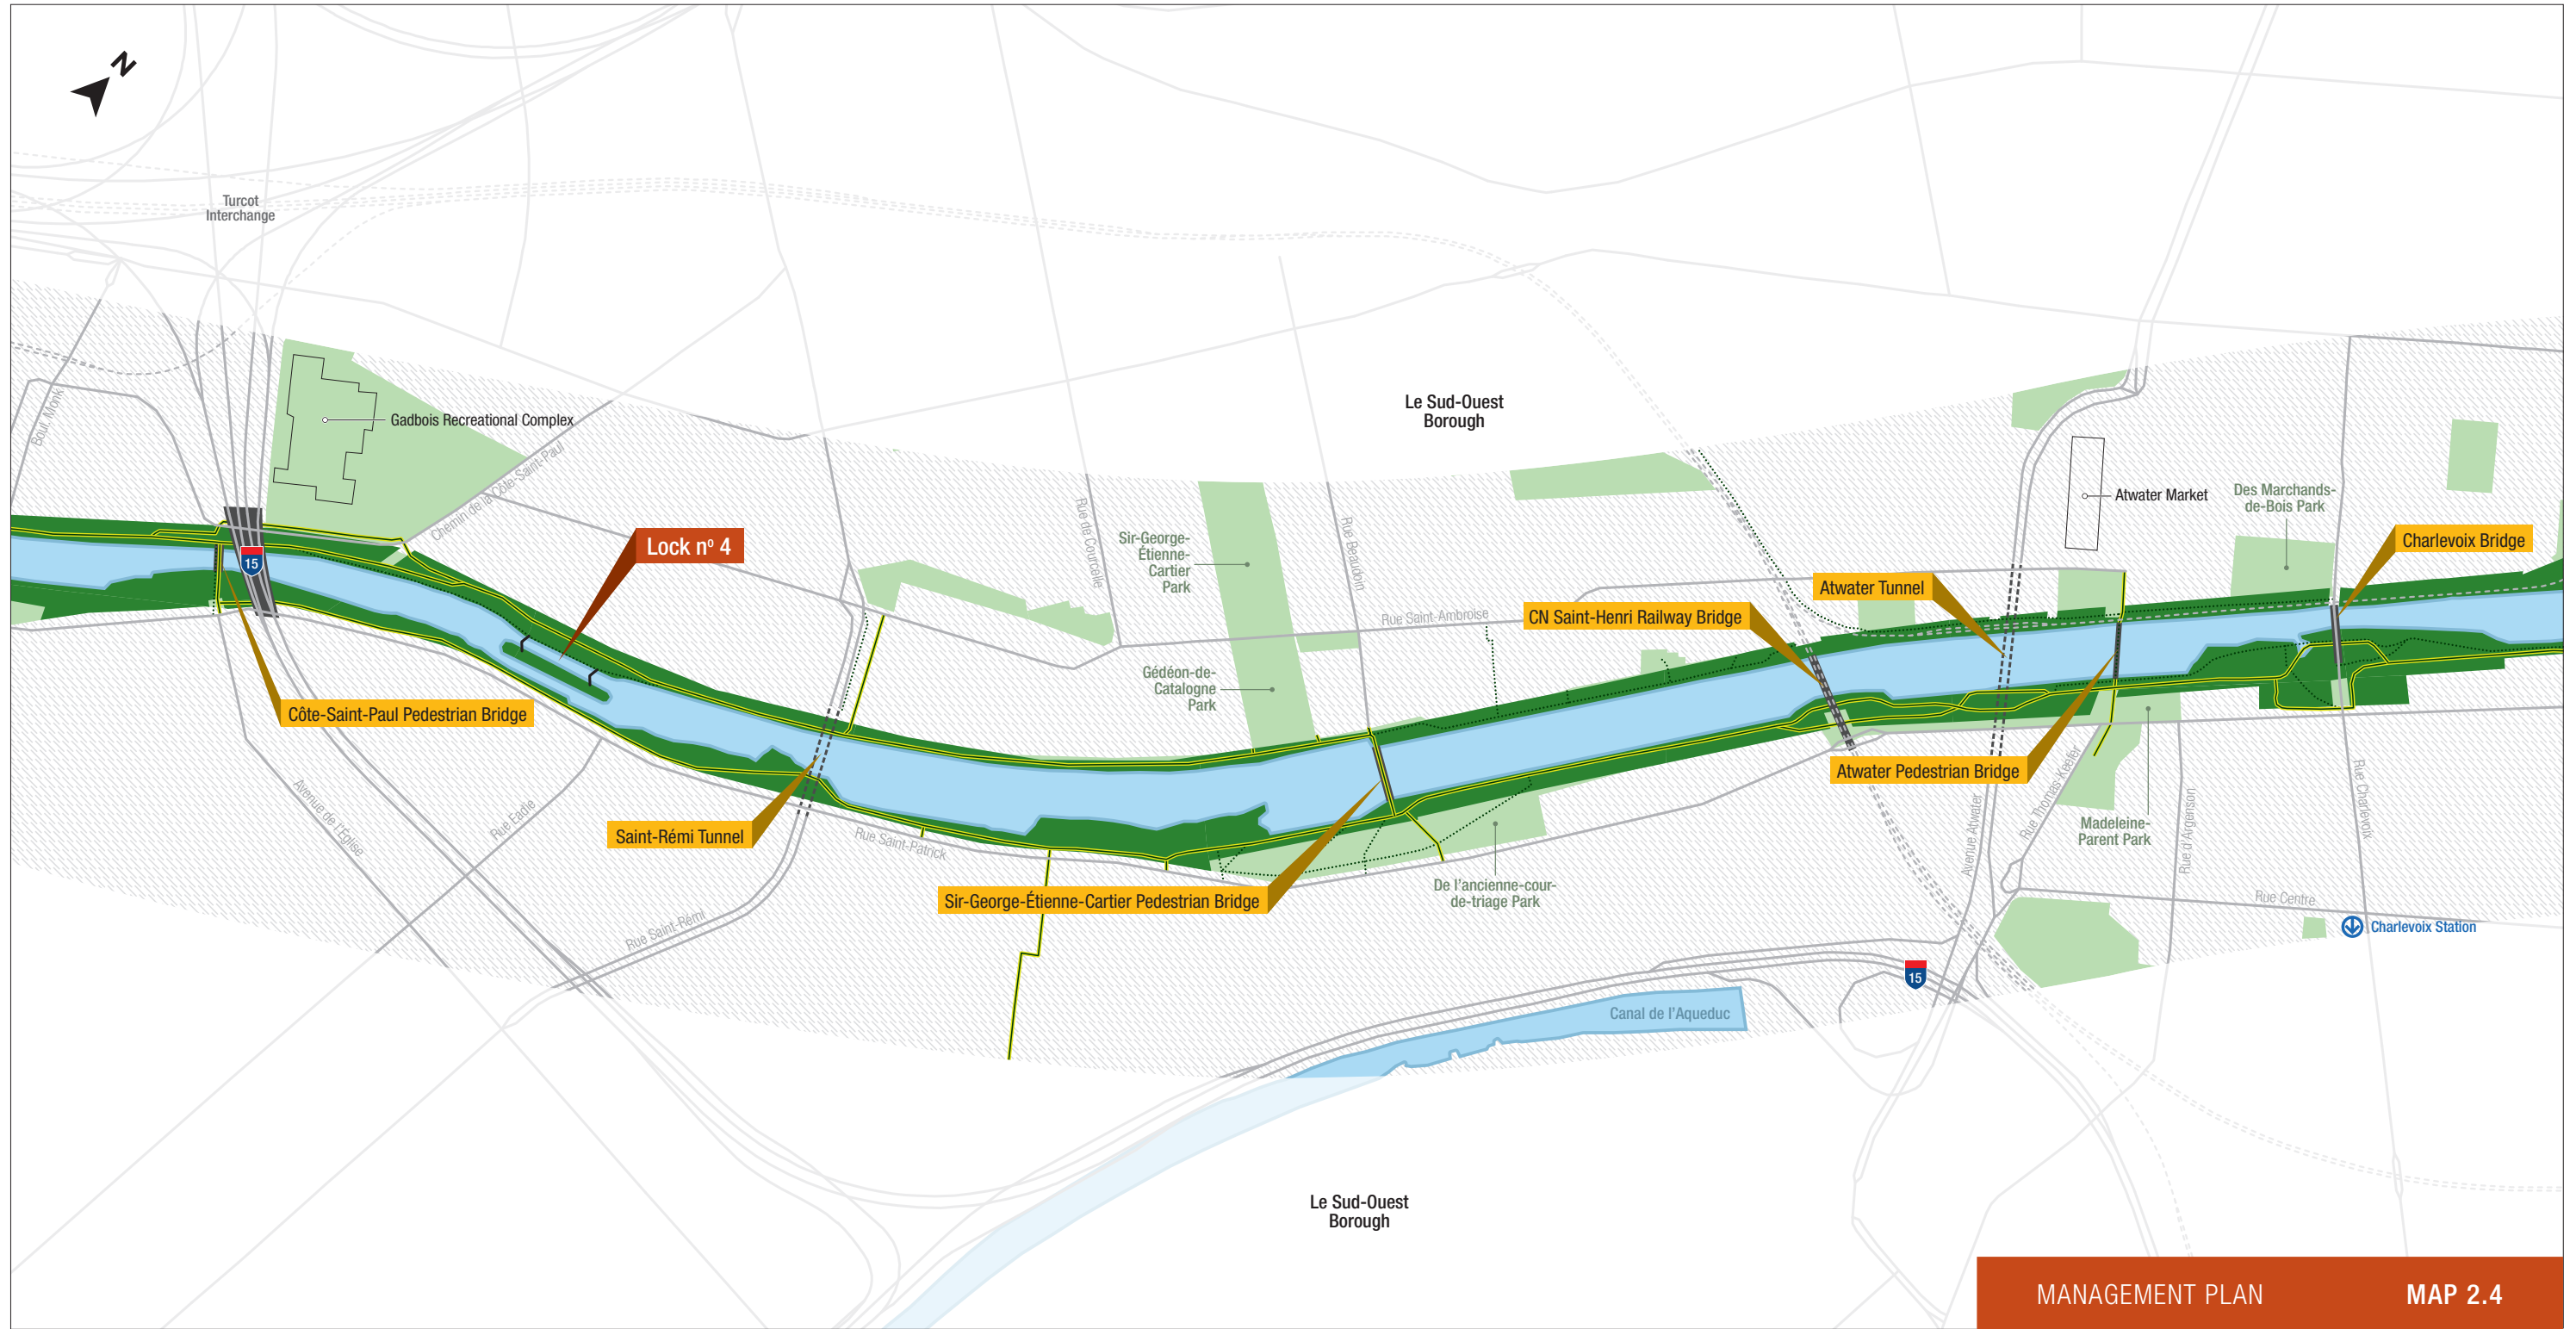 N
Turcot
Interchange
Boul. Monk
Gadbois Recreational Complex
Chemin de la Côte-Saint-Paul
Le Sud-Ouest
Borough
Lock nº 4
15
Rue de Courcelle
Sir-George-
Étienne-
Cartier
Park
Rue Beaudoin
Rue Saint-Ambroise
CN Saint-Henri Railway Bridge
Atwater Tunnel
Atwater Market
Des Marchands-
de-Bois Park
Charlevoix Bridge
Gédéon-de-
Catalogne
Park
Côte-Saint-Paul Pedestrian Bridge
Atwater Pedestrian Bridge
Avenue de l'Église
Rue Eadie
Saint-Rémi Tunnel
Rue Saint-Patrick
Sir-George-Étienne-Cartier Pedestrian Bridge
De l'ancienne-cour-
de-triage Park
Avenue Atwater
Rue Thomas-Keefer
Madeleine-
Parent Park
Rue d'Argenson
Rue Charlevoix
Rue Centre
Charlevoix Station
Rue Saint-Rémi
15
Canal de l'Aqueduc
Le Sud-Ouest
Borough
MANAGEMENT PLAN MAP 2.4